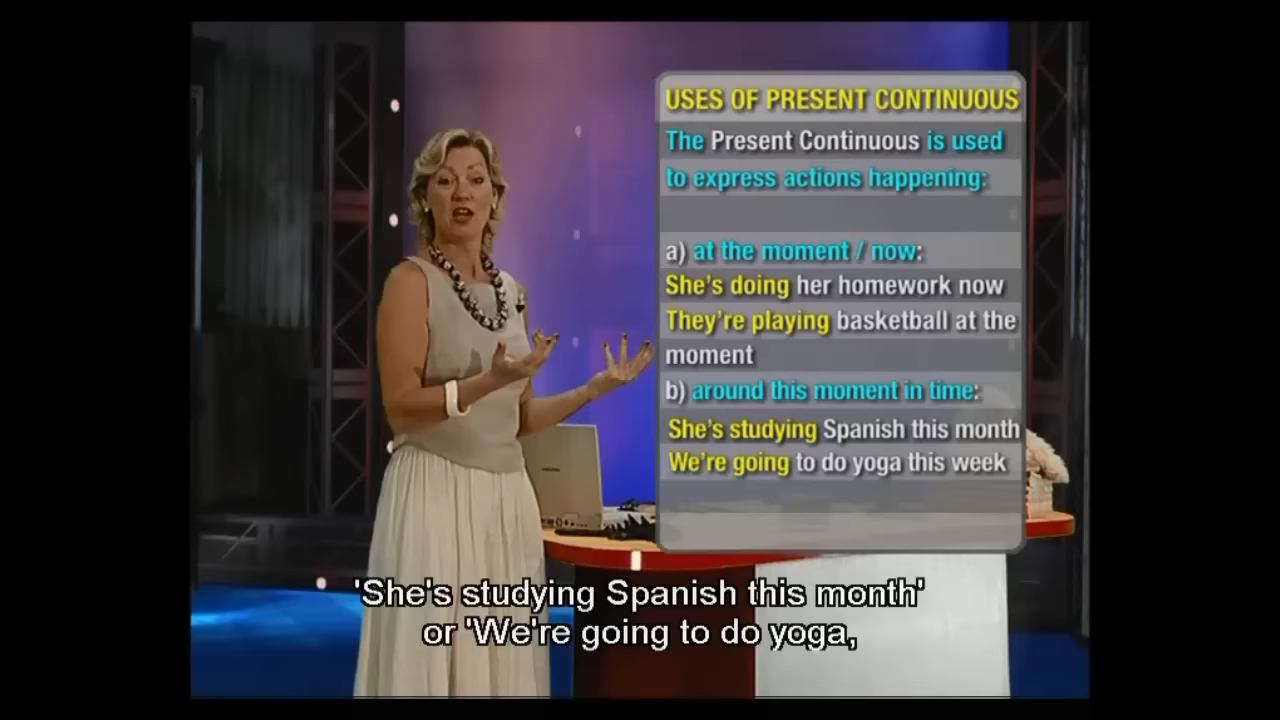 USES OF PRESENT CONTINUOUS
The Present Continuous is used
to express actions happening:
a) at the moment / now:
She's doing her homework now
They're playing basketball at the
moment
b) around this moment in time:
She's studying Spanish this month
We're going to do yoga this week
'She's studying Spanish this month'
or 'We're going to do yoga,